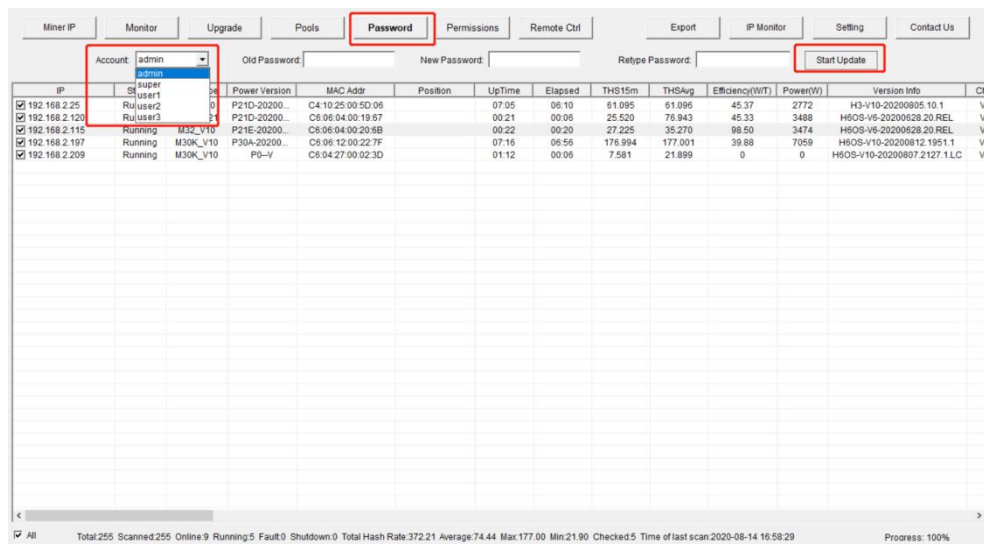 Miner IP Monitor Upgrade Pools Password Permissions Remote Ctrl Export IP Monitor Setting Contact Us
Account: admin Old Password: New Password: Retype Password: Start Update
admin
super
user1
user2
user3
IP St pe Power Version MAC Addr Position UpTime Elapsed THS15m THSAvg Efficiency(W/T) Power(W) Version Info
192.168.2.25 Ru 0 P21D-20200... C4:10:25:00:5D:06 07:05 06:10 61.095 61.096 45.37 2772 H3-V10-20200805.10.1 V
192.168.2.120 Ru 21 P21D-20200... C6:06:04:00:19:67 00:21 00:06 25.520 76.943 45.33 3488 H6OS-V6-20200628.20.REL V
192.168.2.115 Running M32_V10 P21E-20200... C6:06:04:00:20:6B 00:22 00:20 27.225 35.270 98.50 3474 H6OS-V6-20200628.20.REL V
192.168.2.197 Running M30K_V10 P30A-20200... C6:06:12:00:22:7F 07:16 06:56 176.994 177.001 39.88 7059 H6OS-V10-20200812.1951.1 V
192.168.2.209 Running M30K_V10 P0--V C6:04:27:00:02:3D 01:12 00:06 7.581 21.899 0 0 H6OS-V10-20200807.2127.1.LC V
All Total:255 Scanned:255 Online:9 Running:5 Fault:0 Shutdown:0 Total Hash Rate:372.21 Average:74.44 Max:177.00 Min:21.90 Checked:5 Time of last scan:2020-08-14 16:58:29 Progress: 100%